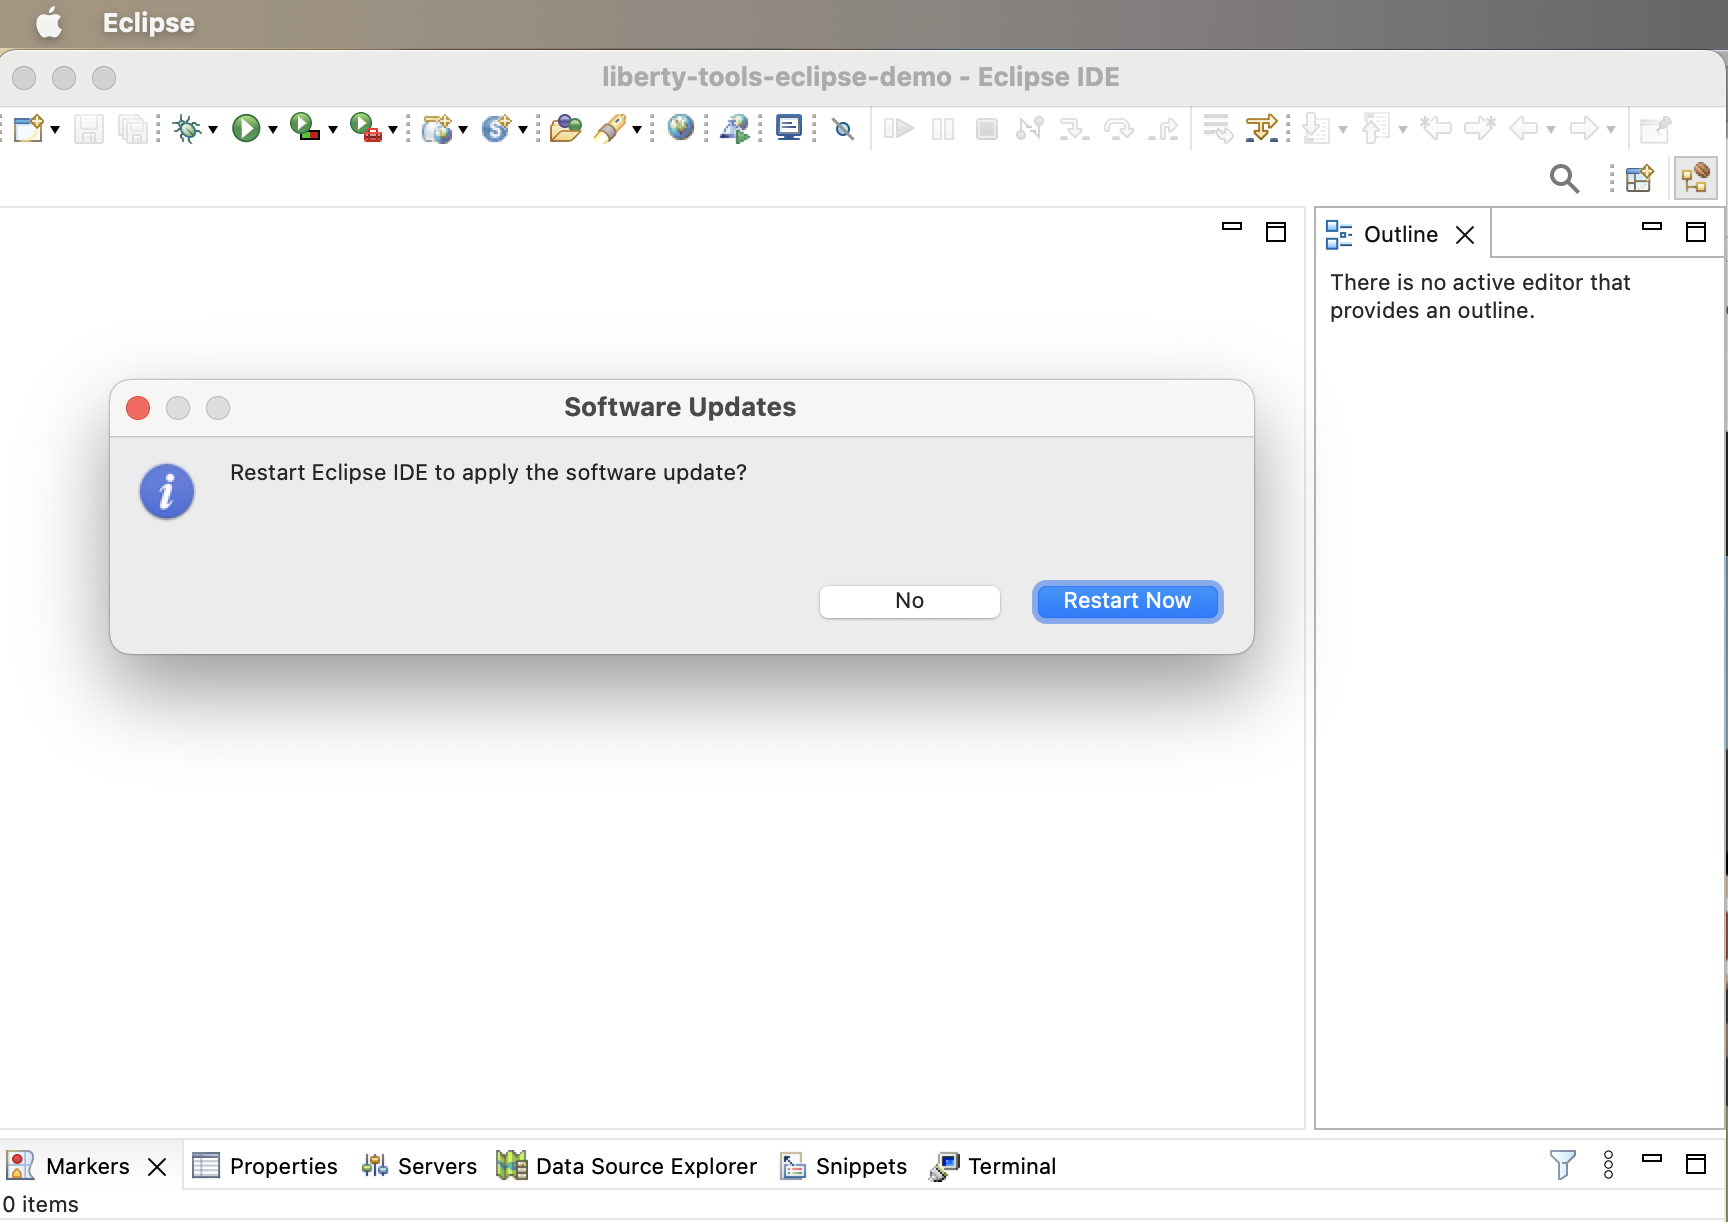 Eclipse
liberty-tools-eclipse-demo - Eclipse IDE
Outline
There is no active editor that
provides an outline.
Software Updates
Restart Eclipse IDE to apply the software update?
No
Restart Now
Markers
Properties
Servers
Data Source Explorer
Snippets
Terminal
0 items